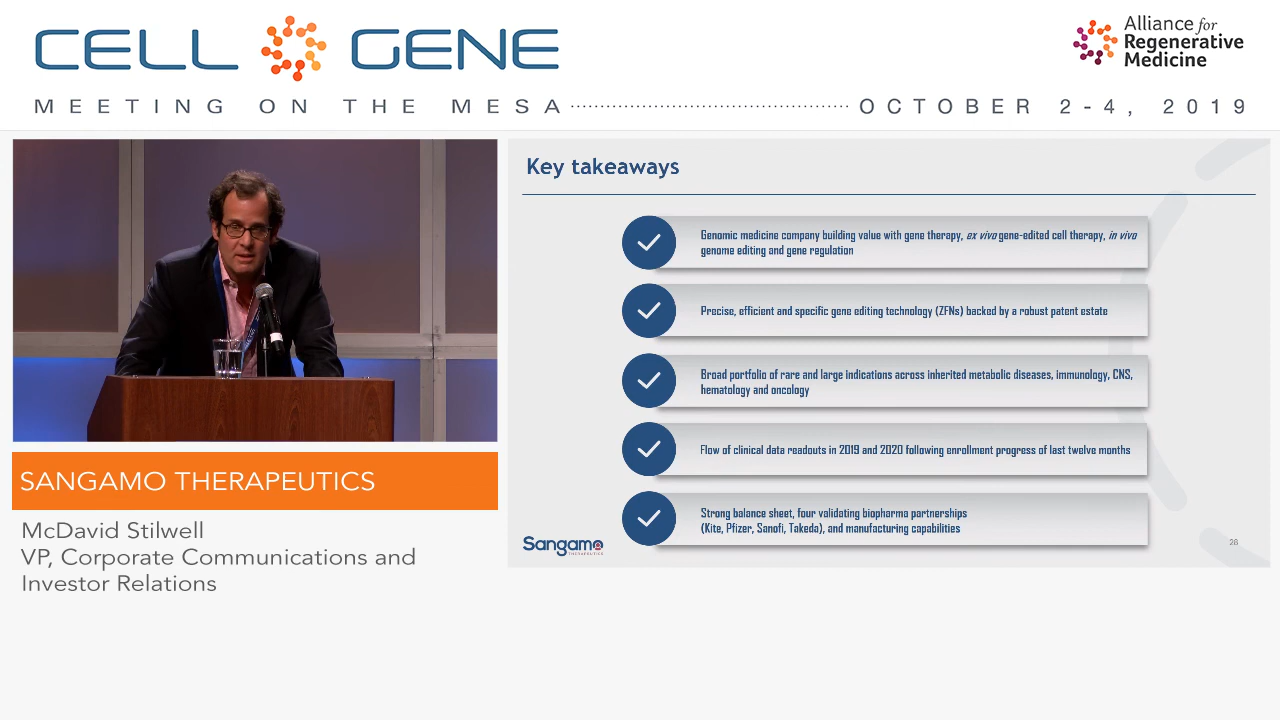 CELL GENE
Alliance for
Regenerative
Medicine
MEETING ON THE MESA OCTOBER 2-4, 2019
Key takeaways
Genomic medicine company building value with gene therapy, ex vivo gene-edited cell therapy, in vivo
genome editing and gene regulation
Precise, efficient and specific gene editing technology (ZFNs) backed by a robust patent estate
Broad portfolio of rare and large indications across inherited metabolic diseases, immunology, CNS,
hematology and oncology
Flow of clinical data readouts in 2019 and 2020 following enrollment progress of last twelve months
Strong balance sheet, four validating biopharma partnerships
(Kite, Pfizer, Sanofi, Takeda), and manufacturing capabilities
Sangamo
THERAPEUTICS
28
SANGAMO THERAPEUTICS
McDavid Stilwell
VP, Corporate Communications and
Investor Relations